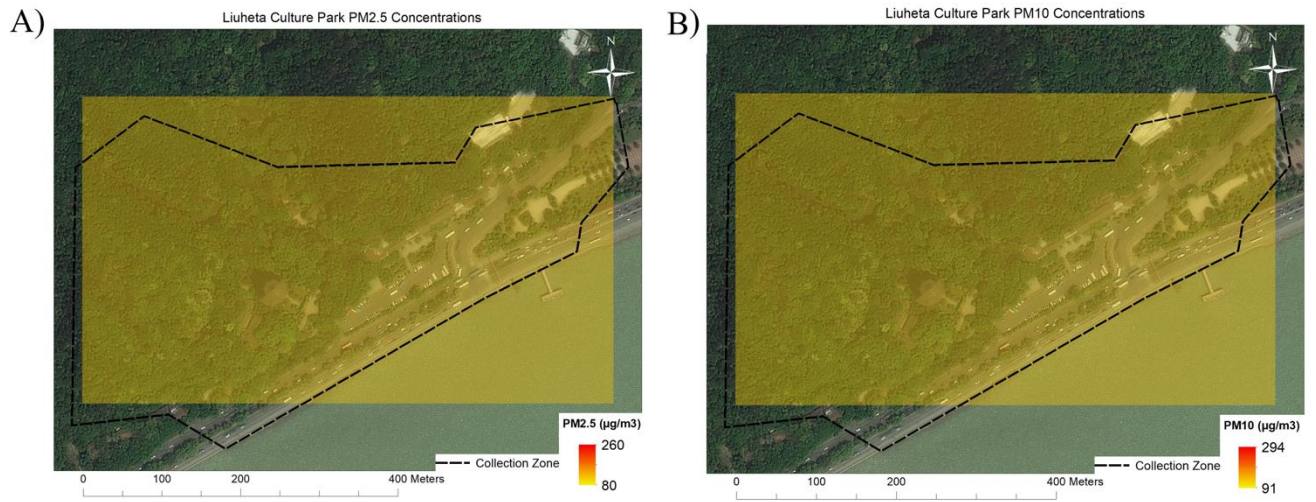 A)
Liuheta Culture Park PM2.5 Concentrations
N
PM2.5 (µg/m3)
260
80
Collection Zone
0 100 200 400 Meters
B)
Liuheta Culture Park PM10 Concentrations
N
PM10 (µg/m3)
294
91
Collection Zone
0 100 200 400 Meters